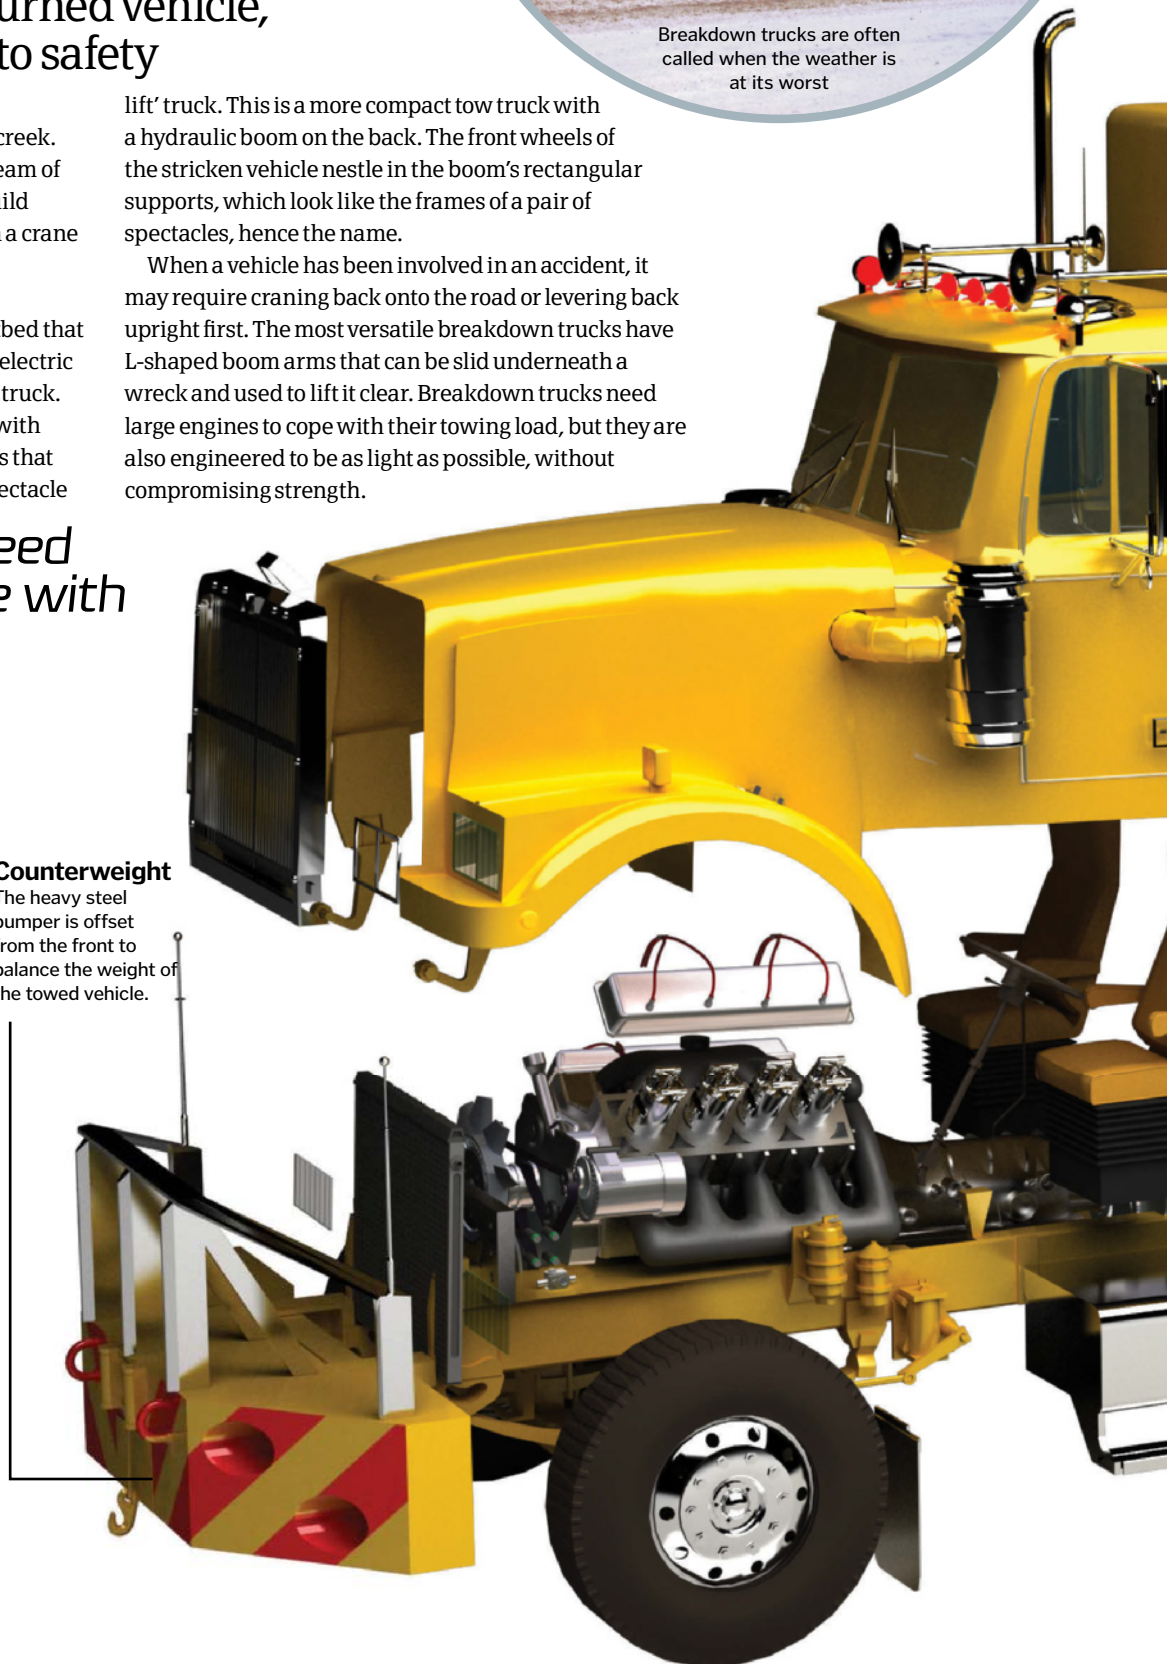 urned vehicle,
to safety
Breakdown trucks are often
called when the weather is
at its worst
creek.
eam of
ild
a crane
bed that
electric
truck.
with
s that
ectacle
lift’ truck. This is a more compact tow truck with
a hydraulic boom on the back. The front wheels of
the stricken vehicle nestle in the boom’s rectangular
supports, which look like the frames of a pair of
spectacles, hence the name.
When a vehicle has been involved in an accident, it
may require craning back onto the road or levering back
upright first. The most versatile breakdown trucks have
L-shaped boom arms that can be slid underneath a
wreck and used to lift it clear. Breakdown trucks need
large engines to cope with their towing load, but they are
also engineered to be as light as possible, without
compromising strength.
eed
e with
Counterweight
The heavy steel
bumper is offset
from the front to
balance the weight of
the towed vehicle.